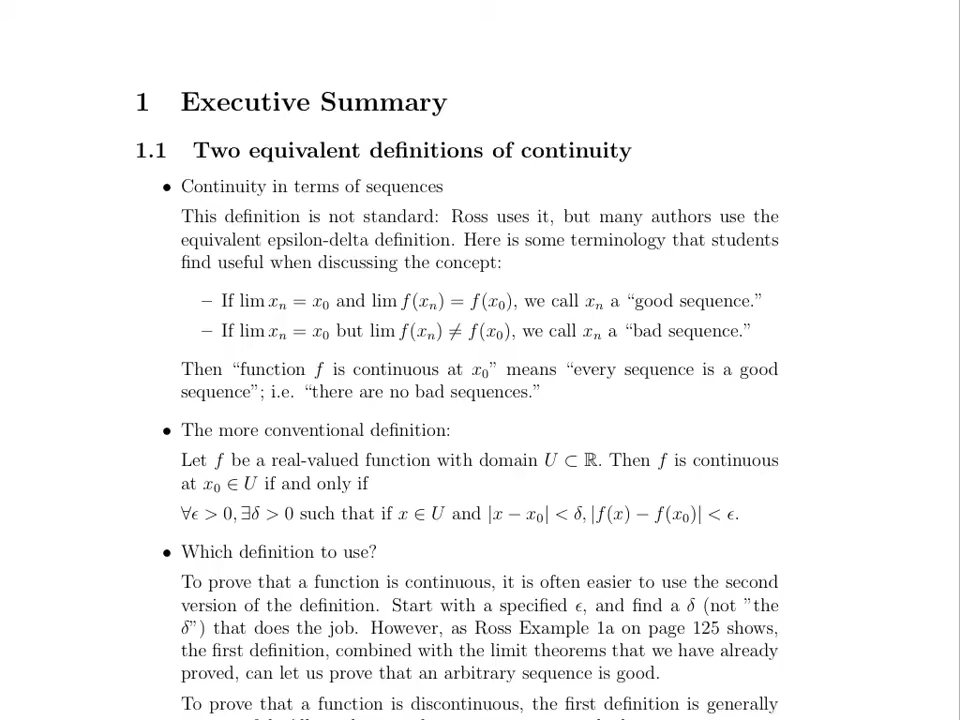 1 Executive Summary
1.1 Two equivalent definitions of continuity
• Continuity in terms of sequences
This definition is not standard: Ross uses it, but many authors use the
equivalent epsilon-delta definition. Here is some terminology that students
find useful when discussing the concept:
– If lim xₙ = x₀ and lim f(xₙ) = f(x₀), we call xₙ a “good sequence.”
– If lim xₙ = x₀ but lim f(xₙ) ≠ f(x₀), we call xₙ a “bad sequence.”
Then “function f is continuous at x₀” means “every sequence is a good
sequence”; i.e. “there are no bad sequences.”
• The more conventional definition:
Let f be a real-valued function with domain U ⊂ ℝ. Then f is continuous
at x₀ ∈ U if and only if
∀ϵ > 0, ∃δ > 0 such that if x ∈ U and |x − x₀| < δ, |f(x) − f(x₀)| < ϵ.
• Which definition to use?
To prove that a function is continuous, it is often easier to use the second
version of the definition. Start with a specified ϵ, and find a δ (not ”the
δ”) that does the job. However, as Ross Example 1a on page 125 shows,
the first definition, combined with the limit theorems that we have already
proved, can let us prove that an arbitrary sequence is good.
To prove that a function is discontinuous, the first definition is generally